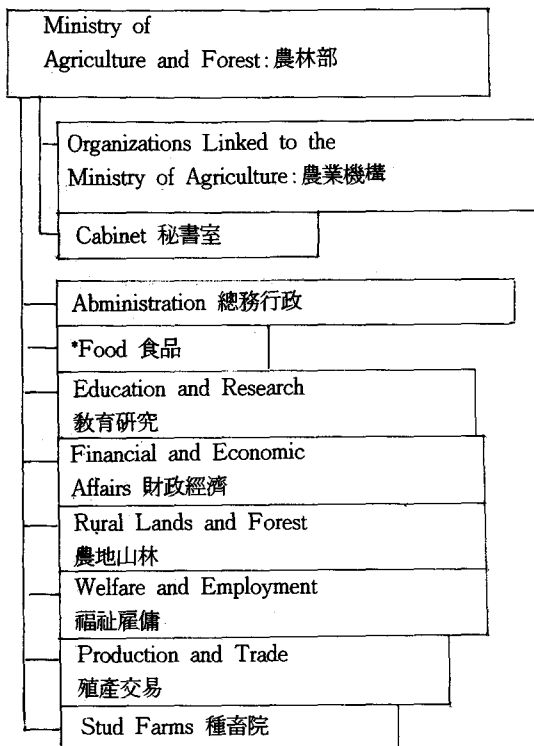 Ministry of
Agriculture and Forest:農林部
Organizations Linked to the
Ministry of Agriculture:農業機構
Cabinet 秘書室
Abministration 總務行政
*Food 食品
Education and Research
敎育研究
Financial and Economic
Affairs 財政經濟
Rural Lands and Forest
農地山林
Welfare and Employment
福祉雇傭
Production and Trade
殖産交易
Stud Farms 種畜院